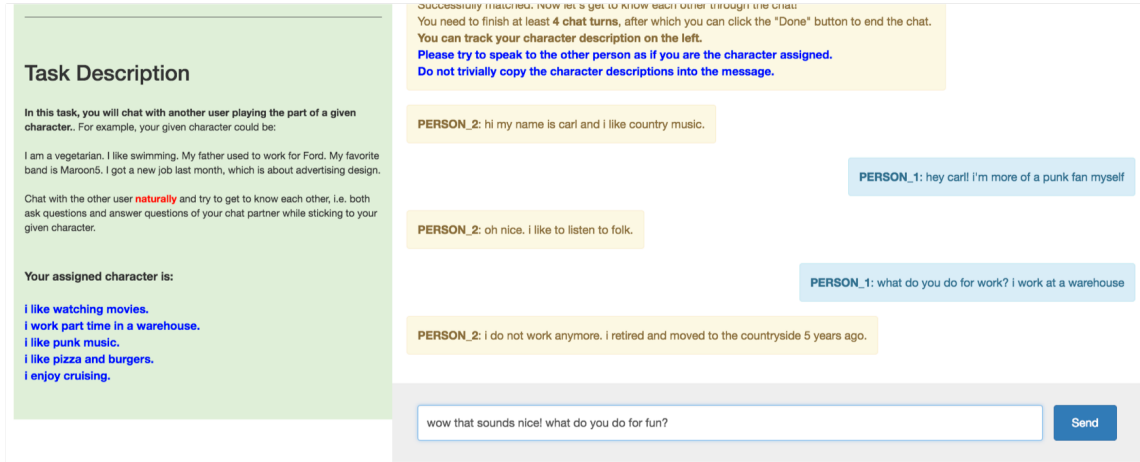 Task Description
In this task, you will chat with another user playing the part of a given
character.. For example, your given character could be:
I am a vegetarian. I like swimming. My father used to work for Ford. My favorite
band is Maroon5. I got a new job last month, which is about advertising design.
Chat with the other user naturally and try to get to know each other, i.e. both
ask questions and answer questions of your chat partner while sticking to your
given character.
Your assigned character is:
i like watching movies.
i work part time in a warehouse.
i like punk music.
i like pizza and burgers.
i enjoy cruising.
Successfully matched. Now let's get to know each other through the chat!
You need to finish at least 4 chat turns, after which you can click the "Done" button to end the chat.
You can track your character description on the left.
Please try to speak to the other person as if you are the character assigned.
Do not trivially copy the character descriptions into the message.
PERSON_2: hi my name is carl and i like country music.
PERSON_1: hey carl! i'm more of a punk fan myself
PERSON_2: oh nice. i like to listen to folk.
PERSON_1: what do you do for work? i work at a warehouse
PERSON_2: i do not work anymore. i retired and moved to the countryside 5 years ago.
wow that sounds nice! what do you do for fun?
Send